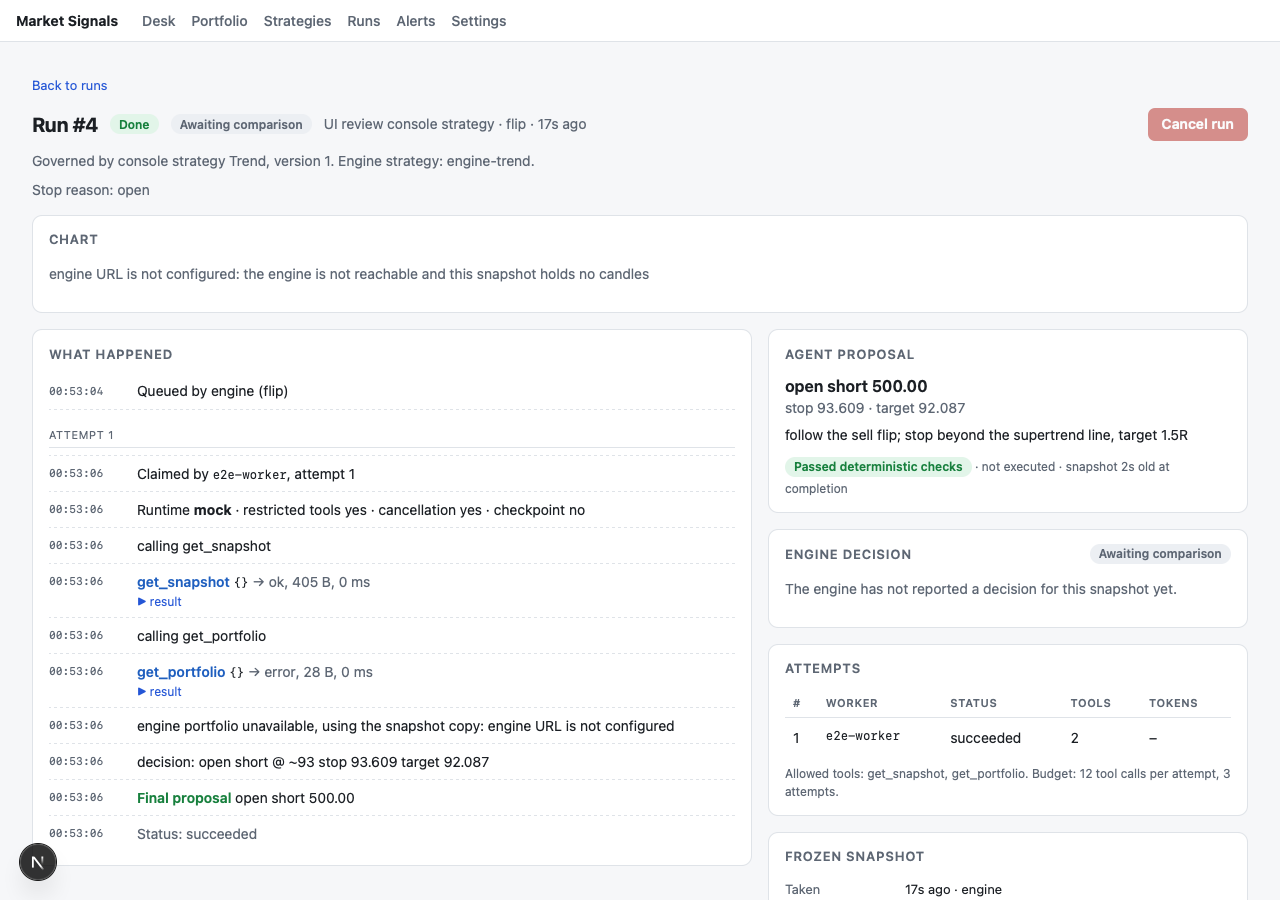 Market Signals Desk Portfolio Strategies Runs Alerts Settings
Back to runs
Run #4 Done Awaiting comparison UI review console strategy · flip · 17s ago Cancel run
Governed by console strategy Trend, version 1. Engine strategy: engine-trend.
Stop reason: open
CHART
engine URL is not configured: the engine is not reachable and this snapshot holds no candles
WHAT HAPPENED
00:53:04 Queued by engine (flip)
ATTEMPT 1
00:53:06 Claimed by e2e-worker, attempt 1
00:53:06 Runtime mock · restricted tools yes · cancellation yes · checkpoint no
00:53:06 calling get_snapshot
00:53:06 get_snapshot {} → ok, 405 B, 0 ms
▶ result
00:53:06 calling get_portfolio
00:53:06 get_portfolio {} → error, 28 B, 0 ms
▶ result
00:53:06 engine portfolio unavailable, using the snapshot copy: engine URL is not configured
00:53:06 decision: open short @ ~93 stop 93.609 target 92.087
00:53:06 Final proposal open short 500.00
00:53:06 Status: succeeded
N
AGENT PROPOSAL
open short 500.00
stop 93.609 · target 92.087
follow the sell flip; stop beyond the supertrend line, target 1.5R
Passed deterministic checks · not executed · snapshot 2s old at
completion
ENGINE DECISION Awaiting comparison
The engine has not reported a decision for this snapshot yet.
ATTEMPTS
# WORKER STATUS TOOLS TOKENS
1 e2e-worker succeeded 2 –
Allowed tools: get_snapshot, get_portfolio. Budget: 12 tool calls per attempt, 3
attempts.
FROZEN SNAPSHOT
Taken 17s ago · engine